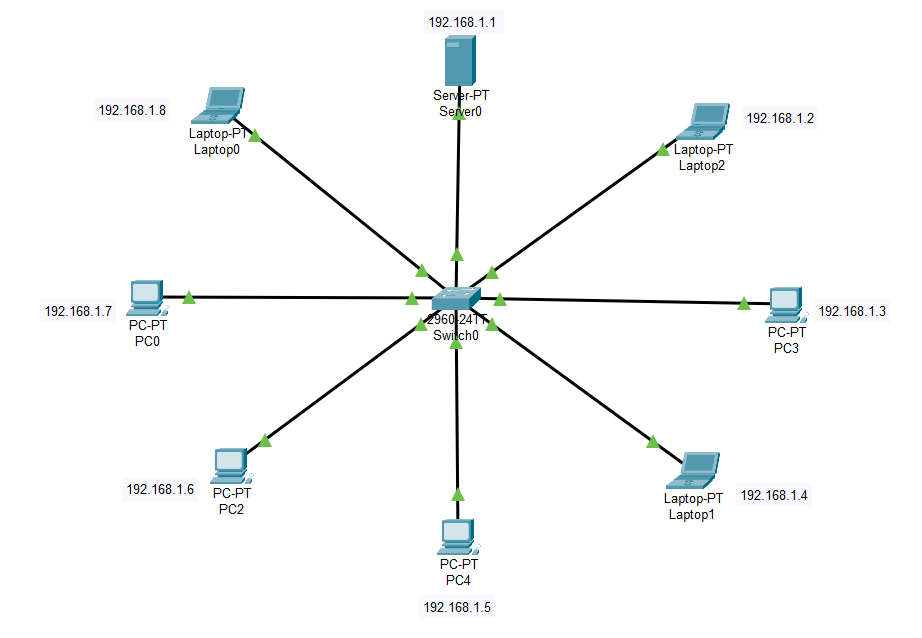 192.168.1.1
Server-PT
Server0
192.168.1.8
Laptop-PT
Laptop0
192.168.1.2
Laptop-PT
Laptop2
192.168.1.7
PC-PT
PC0
2960-24TT
Switch0
192.168.1.3
PC-PT
PC3
192.168.1.6
PC-PT
PC2
192.168.1.4
Laptop-PT
Laptop1
PC-PT
PC4
192.168.1.5